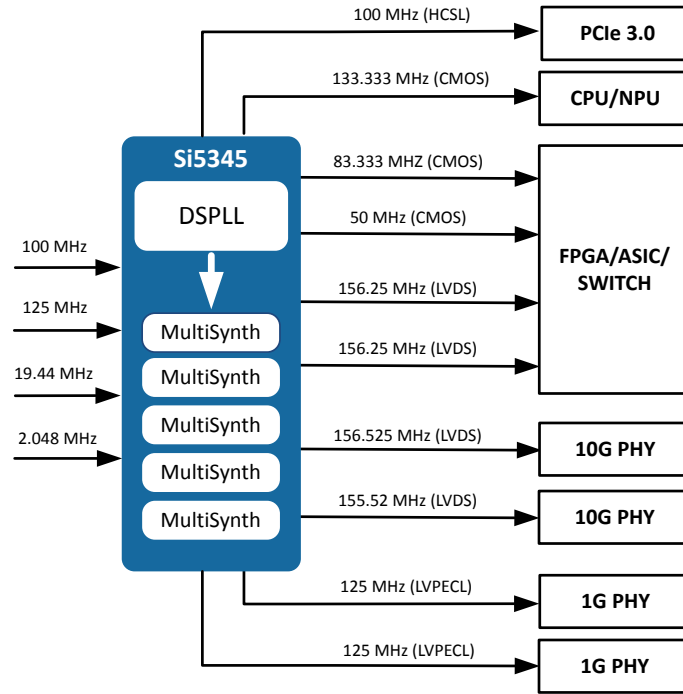 100 MHz (HCSL)
PCIe 3.0
133.333 MHz (CMOS)
CPU/NPU
Si5345
DSPLL
MultiSynth
MultiSynth
MultiSynth
MultiSynth
MultiSynth
100 MHz
125 MHz
19.44 MHz
2.048 MHz
83.333 MHZ (CMOS)
50 MHz (CMOS)
156.25 MHz (LVDS)
156.25 MHz (LVDS)
FPGA/ASIC/
SWITCH
156.525 MHz (LVDS)
10G PHY
155.52 MHz (LVDS)
10G PHY
125 MHz (LVPECL)
1G PHY
125 MHz (LVPECL)
1G PHY